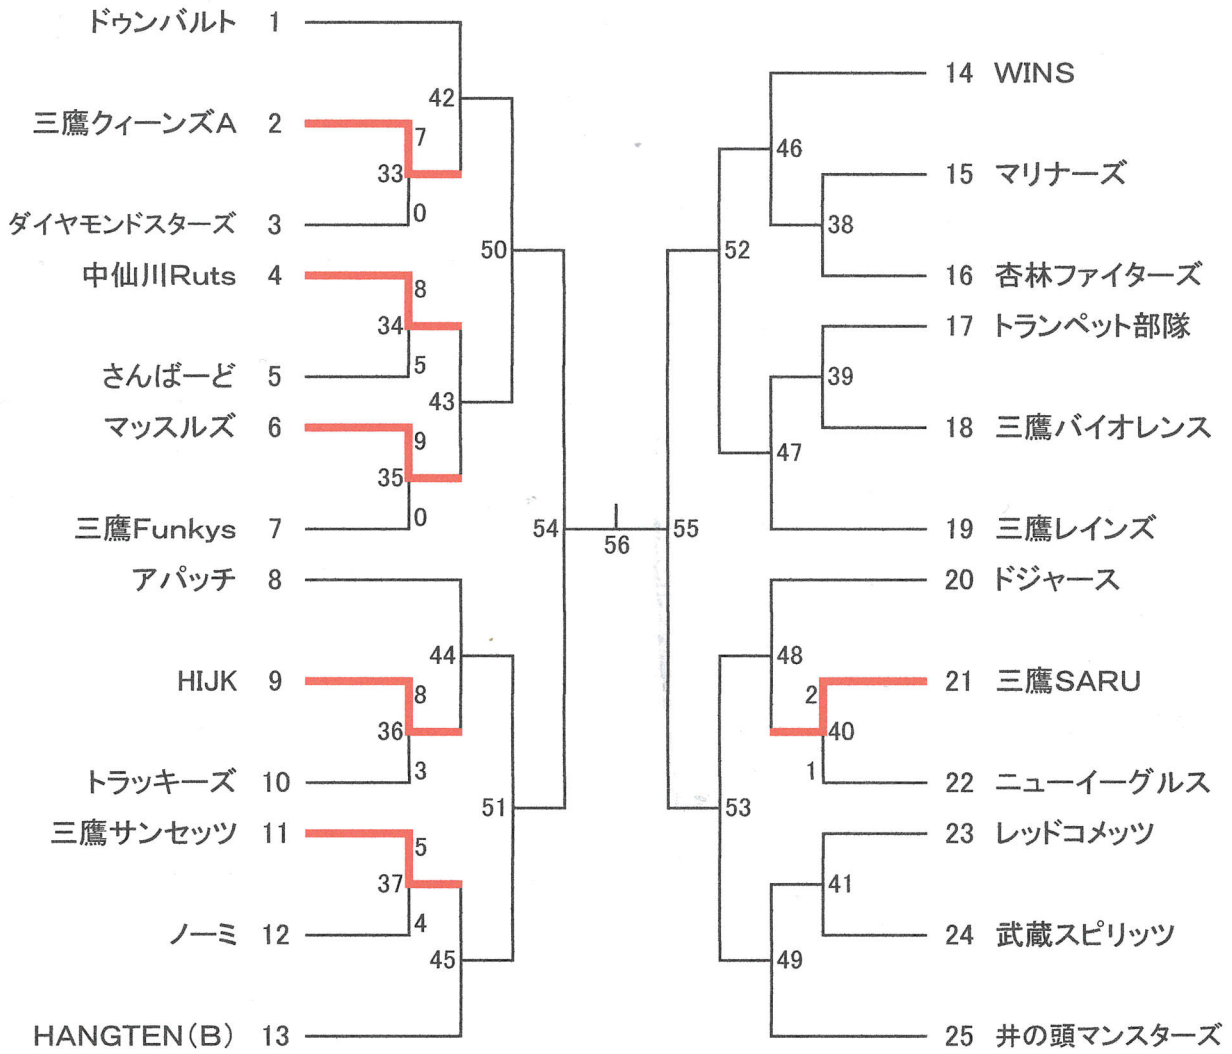 ドゥンバルト 1
三鷹クィーンズA 2
ダイヤモンドスターズ 3
中仙川Ruts 4
さんばーど 5
マッスルズ 6
三鷹Funkys 7
アパッチ 8
HIJK 9
トラッキーズ 10
三鷹サンセッツ 11
ノーミ 12
HANGTEN(B) 13
42
7
33
0
50
8
34
5
43
9
35
0
54
44
8
36
3
51
5
37
4
45
56
55
52
46
38
39
47
48
2
40
1
53
41
49
14 WINS
15 マリナーズ
16 杏林ファイターズ
17 トランペット部隊
18 三鷹バイオレンス
19 三鷹レインズ
20 ドジャース
21 三鷹SARU
22 ニューイーグルス
23 レッドコメッツ
24 武蔵スピリッツ
25 井の頭マンスターズ